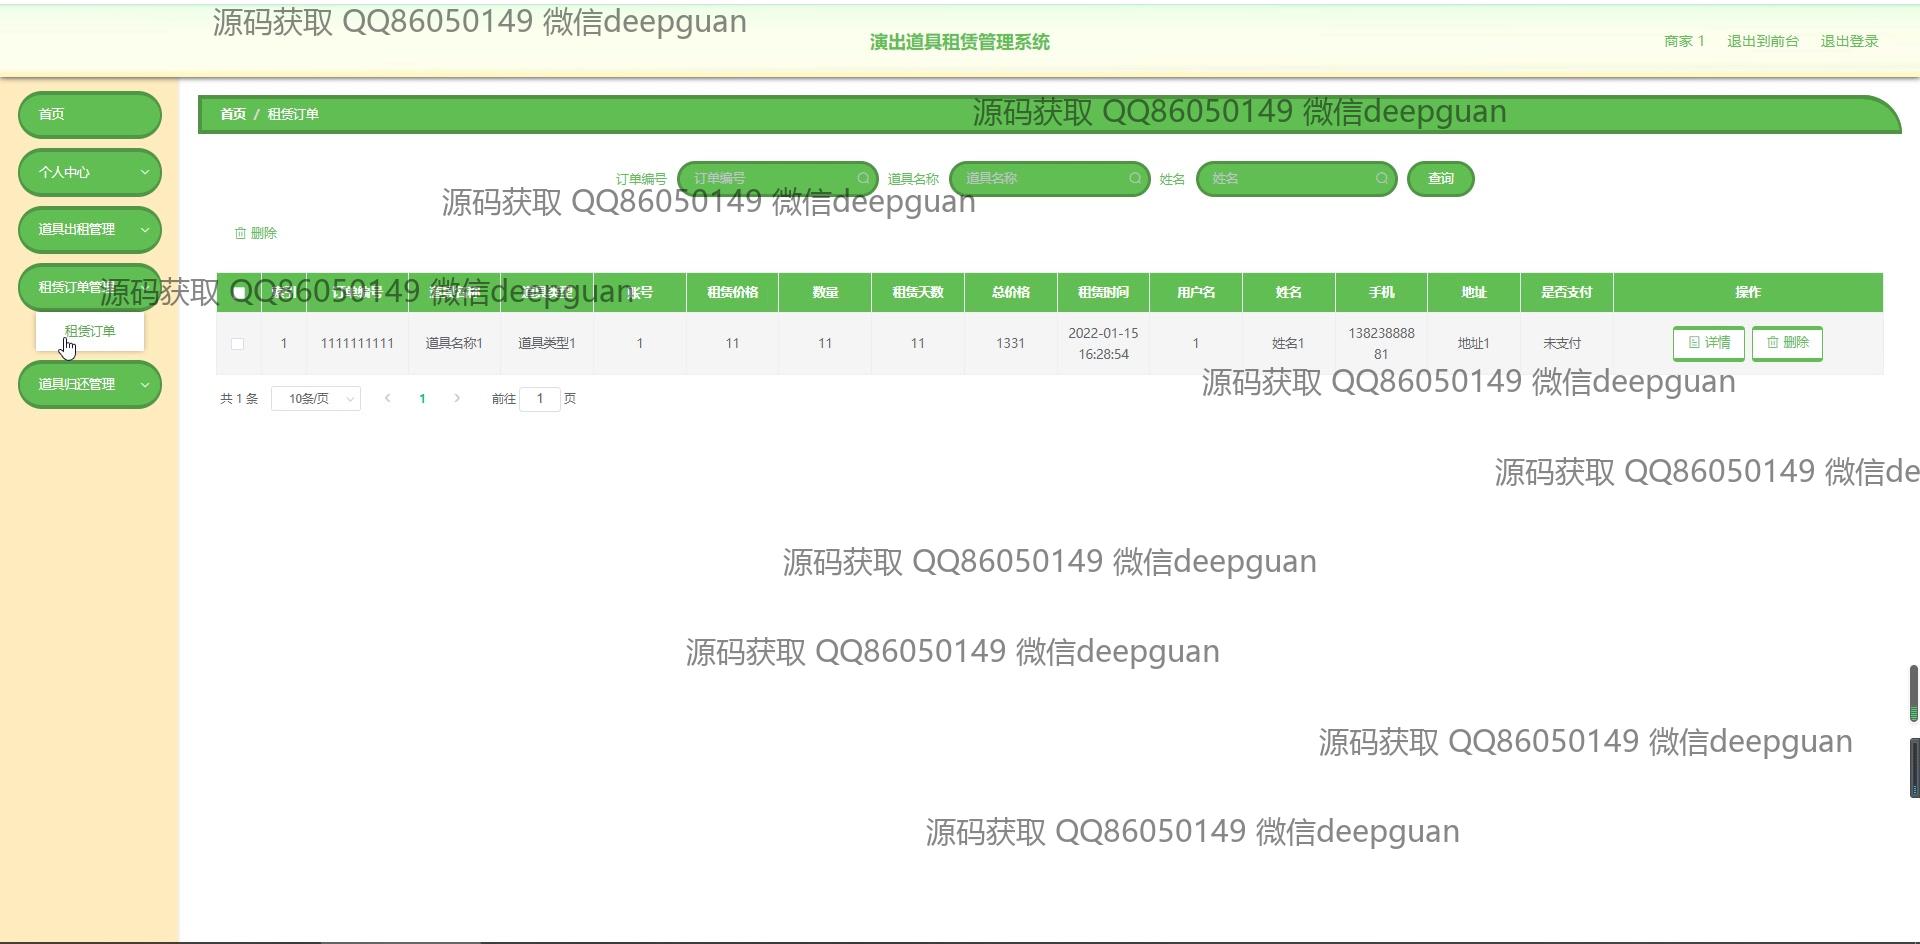 源码获取 QQ86050149 微信deepguan
演出道具租赁管理系统
商家 1 退出到前台 退出登录
首页
首页 / 租赁订单
源码获取 QQ86050149 微信deepguan
个人中心
订单编号 订单编号 道具名称 道具名称 姓名 姓名 查询
源码获取 QQ86050149 微信deepguan
道具出租管理
删除
租赁订单管理
源码获取 QQ86050149 微信deepguan
索引 订单编号 道具名称 道具类型 账号 租赁价格 数量 租赁天数 总价格 租赁时间 用户名 姓名 手机 地址 是否支付 操作
租赁订单
1 1111111111 道具名称1 道具类型1 1 11 11 11 1331 2022-01-15 16:28:54 1 姓名1 13823888881 地址1 未支付 详情 删除
源码获取 QQ86050149 微信deepguan
道具归还管理
共 1 条 10条/页 1 前往 1 页
源码获取 QQ86050149 微信de
源码获取 QQ86050149 微信deepguan
源码获取 QQ86050149 微信deepguan
源码获取 QQ86050149 微信deepguan
源码获取 QQ86050149 微信deepguan